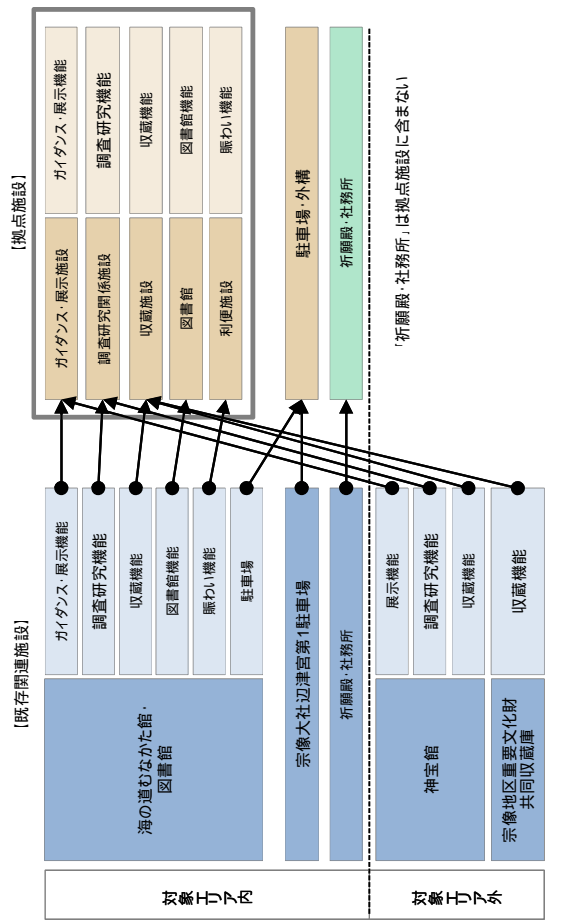 【既存関連施設】
【拠点施設】
対象エリア内
海の道むなかた館・
図書館
ガイダンス・展示機能
調査研究機能
収蔵機能
図書館機能
賑わい機能
駐車場
宗像大社辺津宮第1駐車場
祈願殿・社務所
ガイダンス・展示施設
ガイダンス・展示機能
調査研究関係施設
調査研究機能
収蔵施設
収蔵機能
図書館
図書館機能
利便施設
賑わい機能
駐車場・外構
祈願殿・社務所
対象エリア外
神宝館
展示機能
調査研究機能
収蔵機能
宗像地区重要文化財
共同収蔵庫
収蔵機能
「祈願殿・社務所」は拠点施設に含まない